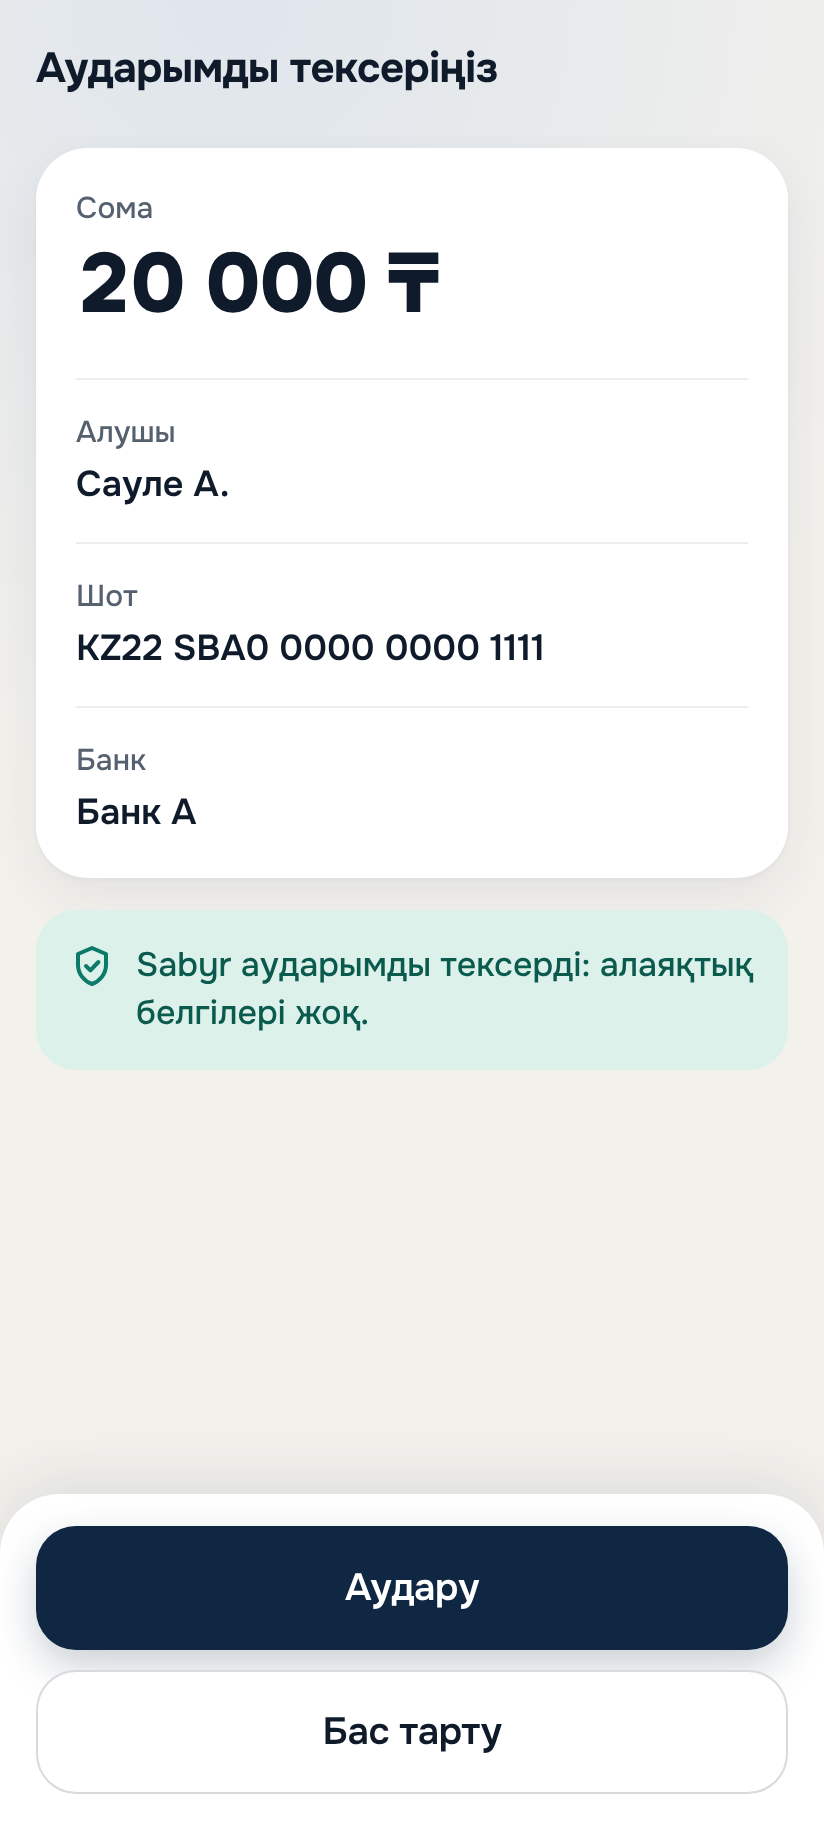 Аударымды тексеріңіз
Сома
20 000 ₸
Алушы
Сауле А.
Шот
KZ22 SBA0 0000 0000 1111
Банк
Банк А
Sabyr аударымды тексерді: алаяқтық
белгілері жоқ.
Аудару
Бас тарту